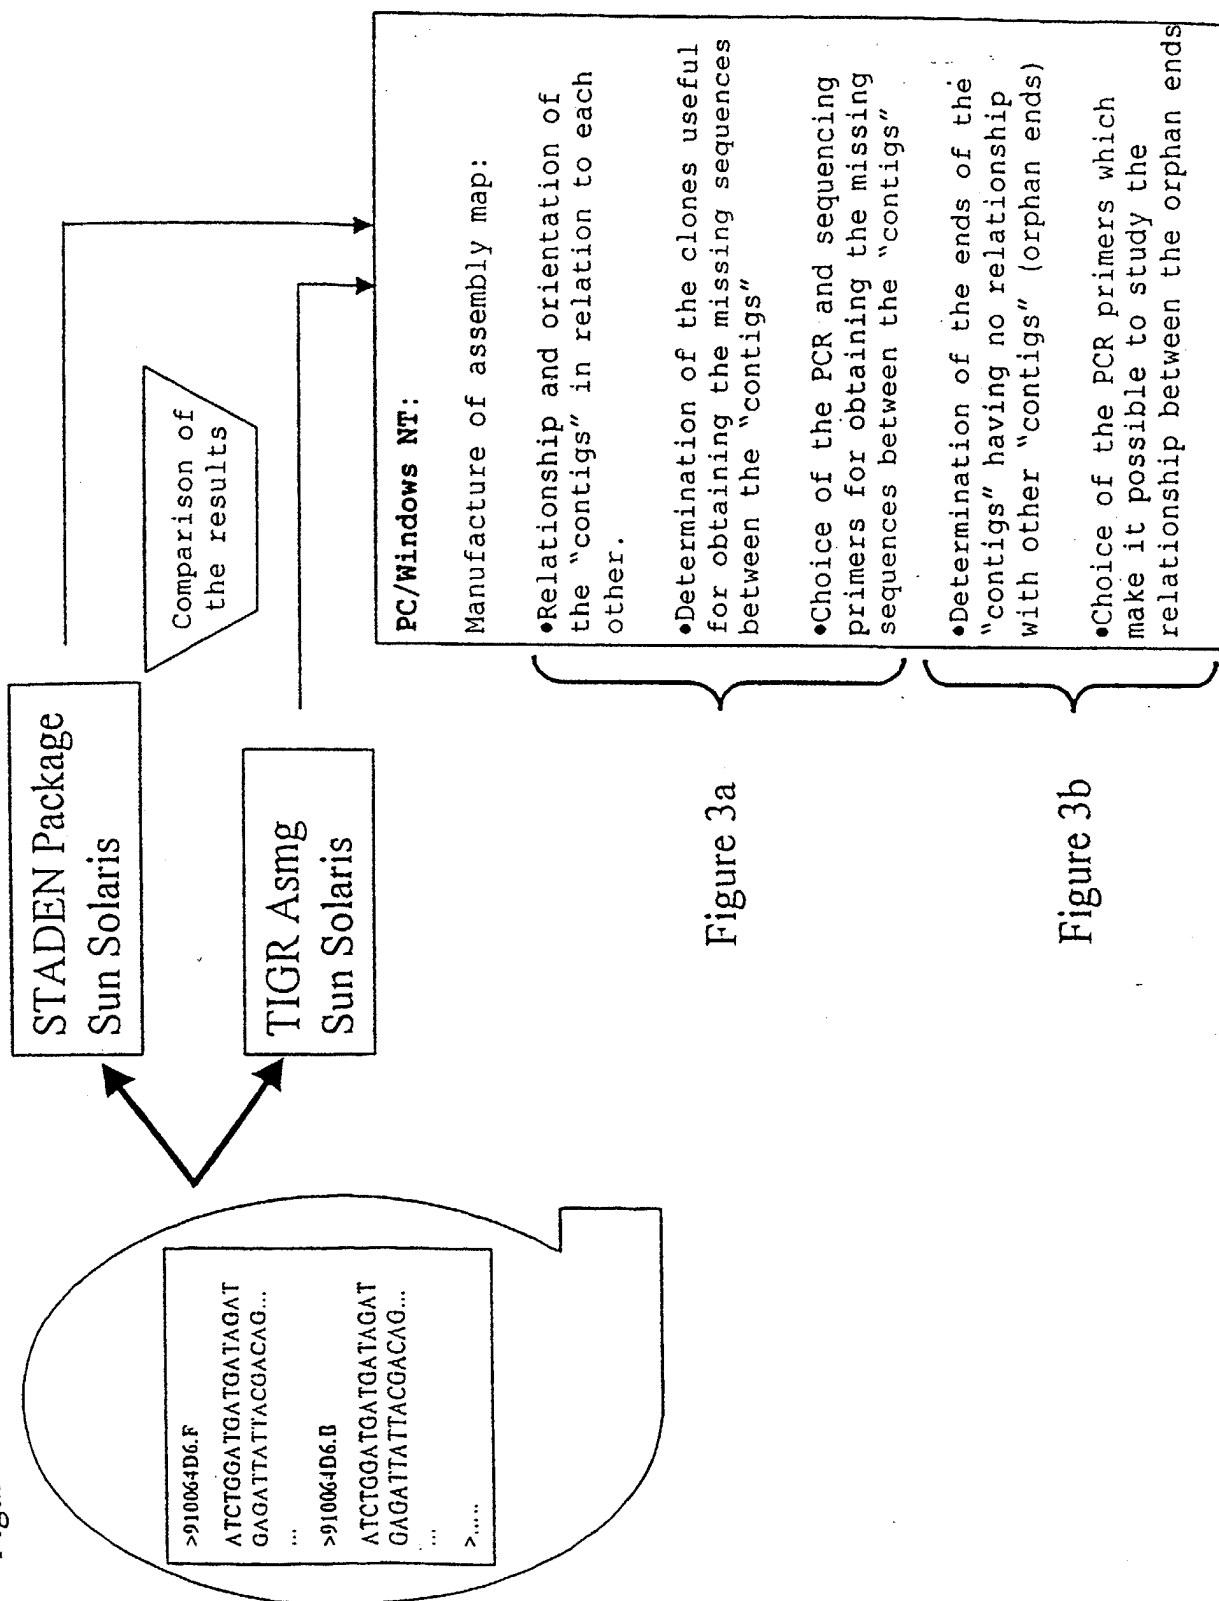 >910064D6.F
ATCTGGATGATGATAGAT
GAGATTATTACGACAG...
...
>910064D6.B
ATCTGGATGATGATAGAT
GAGATTATTACGACAG...
...
>.....
STADEN Package
Sun Solaris
TIGR Asmg
Sun Solaris
Comparison of
the results
PC/Windows NT:
Manufacture of assembly map:
•Relationship and orientation of
the "contigs" in relation to each
other.
•Determination of the clones useful
for obtaining the missing sequences
between the "contigs"
•Choice of the PCR and sequencing
primers for obtaining the missing
sequences between the "contigs"
•Determination of the ends of the
"contigs" having no relationship
with other "contigs" (orphan ends)
•Choice of the PCR primers which
make it possible to study the
relationship between the orphan ends
Figure 3a
Figure 3b